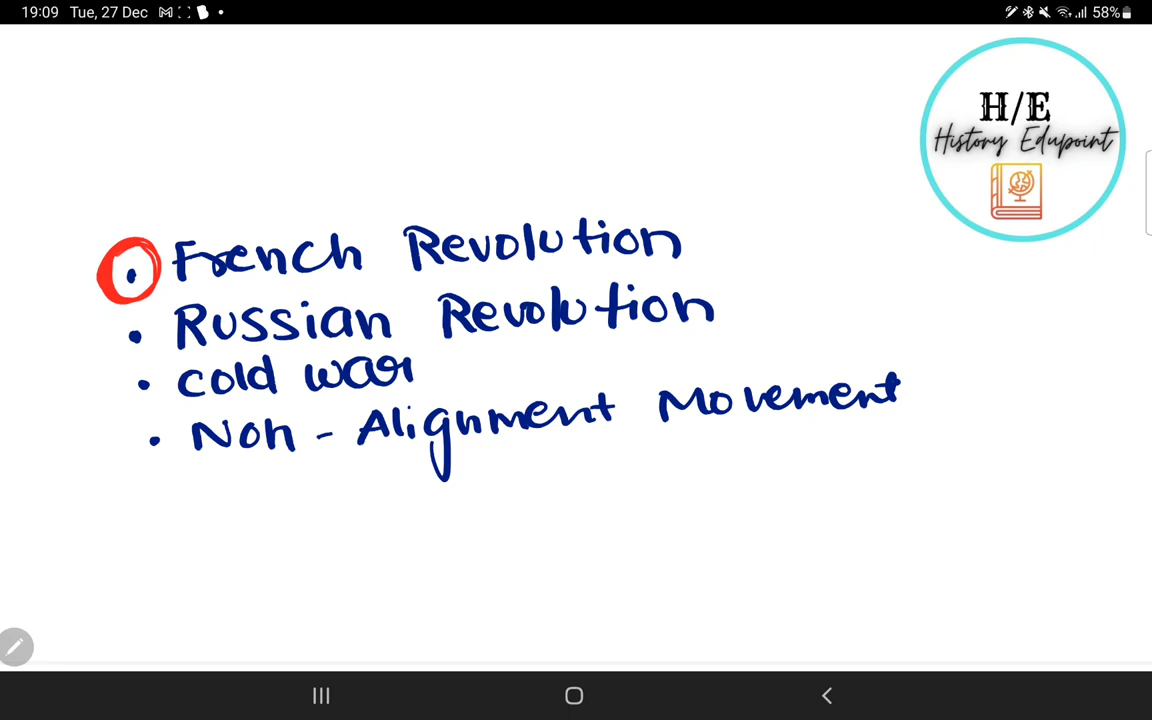 19:09 Tue, 27 Dec
58%
H/E
History Edupoint
• French Revolution
• Russian Revolution
• cold war
• Non-Alignment Movement